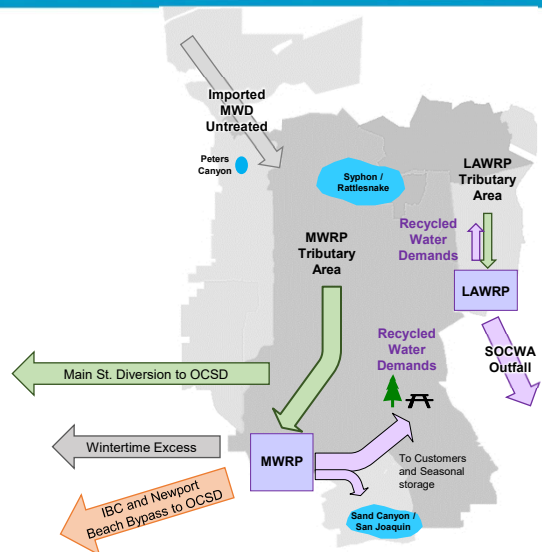 Imported
MWD
Untreated
Peters
Canyon
Syphon /
Rattlesnake
LAWRP
Tributary
Area
Recycled
Water
Demands
MWRP
Tributary
Area
LAWRP
SOCWA
Outfall
Recycled
Water
Demands
Main St. Diversion to OCSD
Wintertime Excess
MWRP
To Customers
and Seasonal
storage
IBC and Newport
Beach Bypass to OCSD
Sand Canyon /
San Joaquin